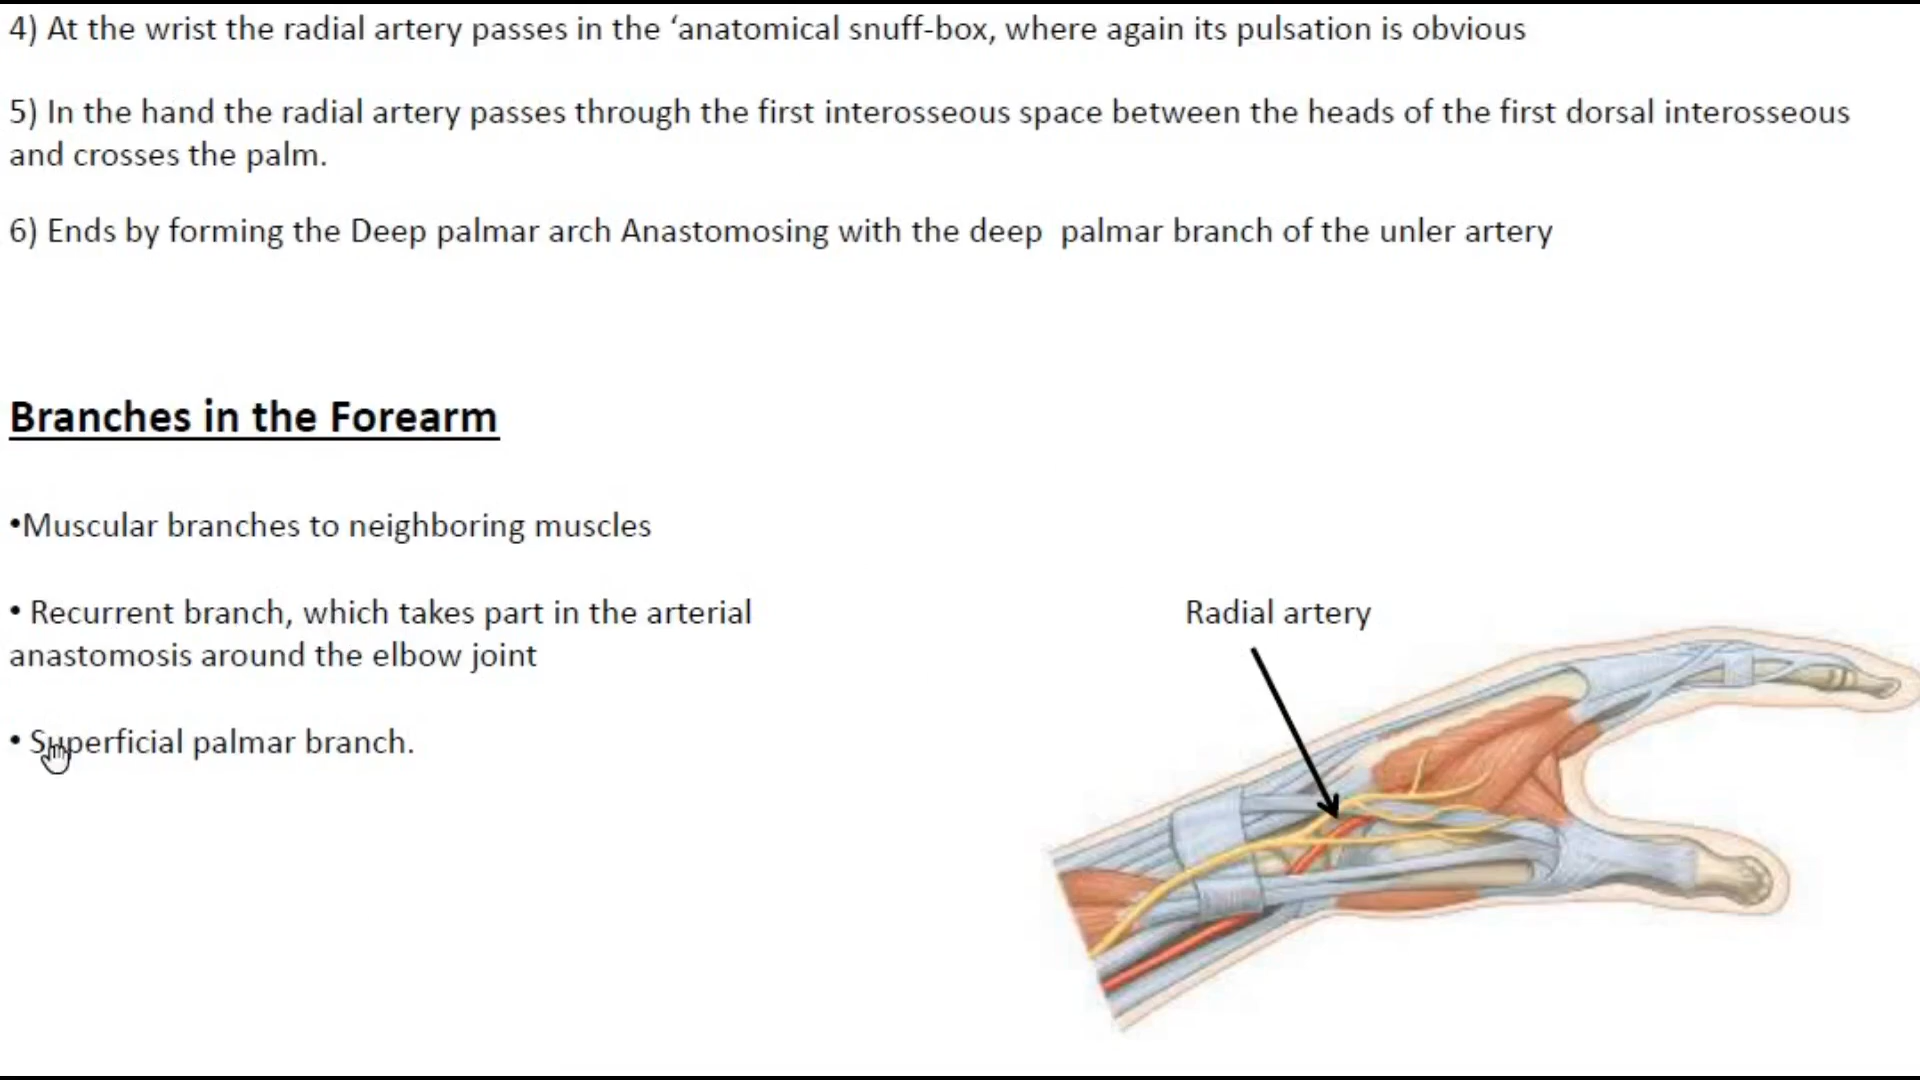 4) At the wrist the radial artery passes in the ‘anatomical snuff-box, where again its pulsation is obvious
5) In the hand the radial artery passes through the first interosseous space between the heads of the first dorsal interosseous
and crosses the palm.
6) Ends by forming the Deep palmar arch Anastomosing with the deep  palmar branch of the unler artery
Branches in the Forearm
•Muscular branches to neighboring muscles
• Recurrent branch, which takes part in the arterial
anastomosis around the elbow joint
Radial artery
• Superficial palmar branch.